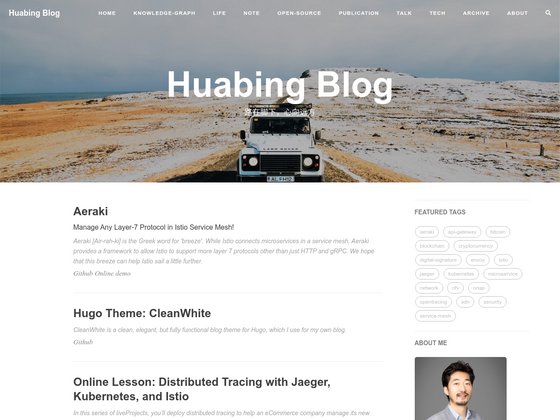 Huabing Blog
HOME KNOWLEDGE-GRAPH LIFE NOTE OPEN-SOURCE PUBLICATION TALK TECH ARCHIVE ABOUT
Huabing Blog
Aeraki
Manage Any Layer-7 Protocol in Istio Service Mesh!
Aeraki [Air-rah-ki] is the Greek word for 'breeze'. While Istio connects microservices in a service mesh, Aeraki
provides a framework to allow Istio to support more layer 7 protocols other than just HTTP and gRPC. We hope
that this breeze can help Istio sail a little further.
Github Online demo
Hugo Theme: CleanWhite
CleanWhite is a clean, elegant, but fully functional blog theme for Hugo, which I use for my own blog.
Github
Online Lesson: Distributed Tracing with Jaeger,
Kubernetes, and Istio
In this series of liveProjects, you'll deploy distributed tracing to help an eCommerce company manage its new
FEATURED TAGS
aeraki api-gateway bitcoin
blockchain cryptocurrency
digital-signature envoy istio
jaeger kubernetes microservice
network nfv onap
opentracing sdn security
service mesh
ABOUT ME